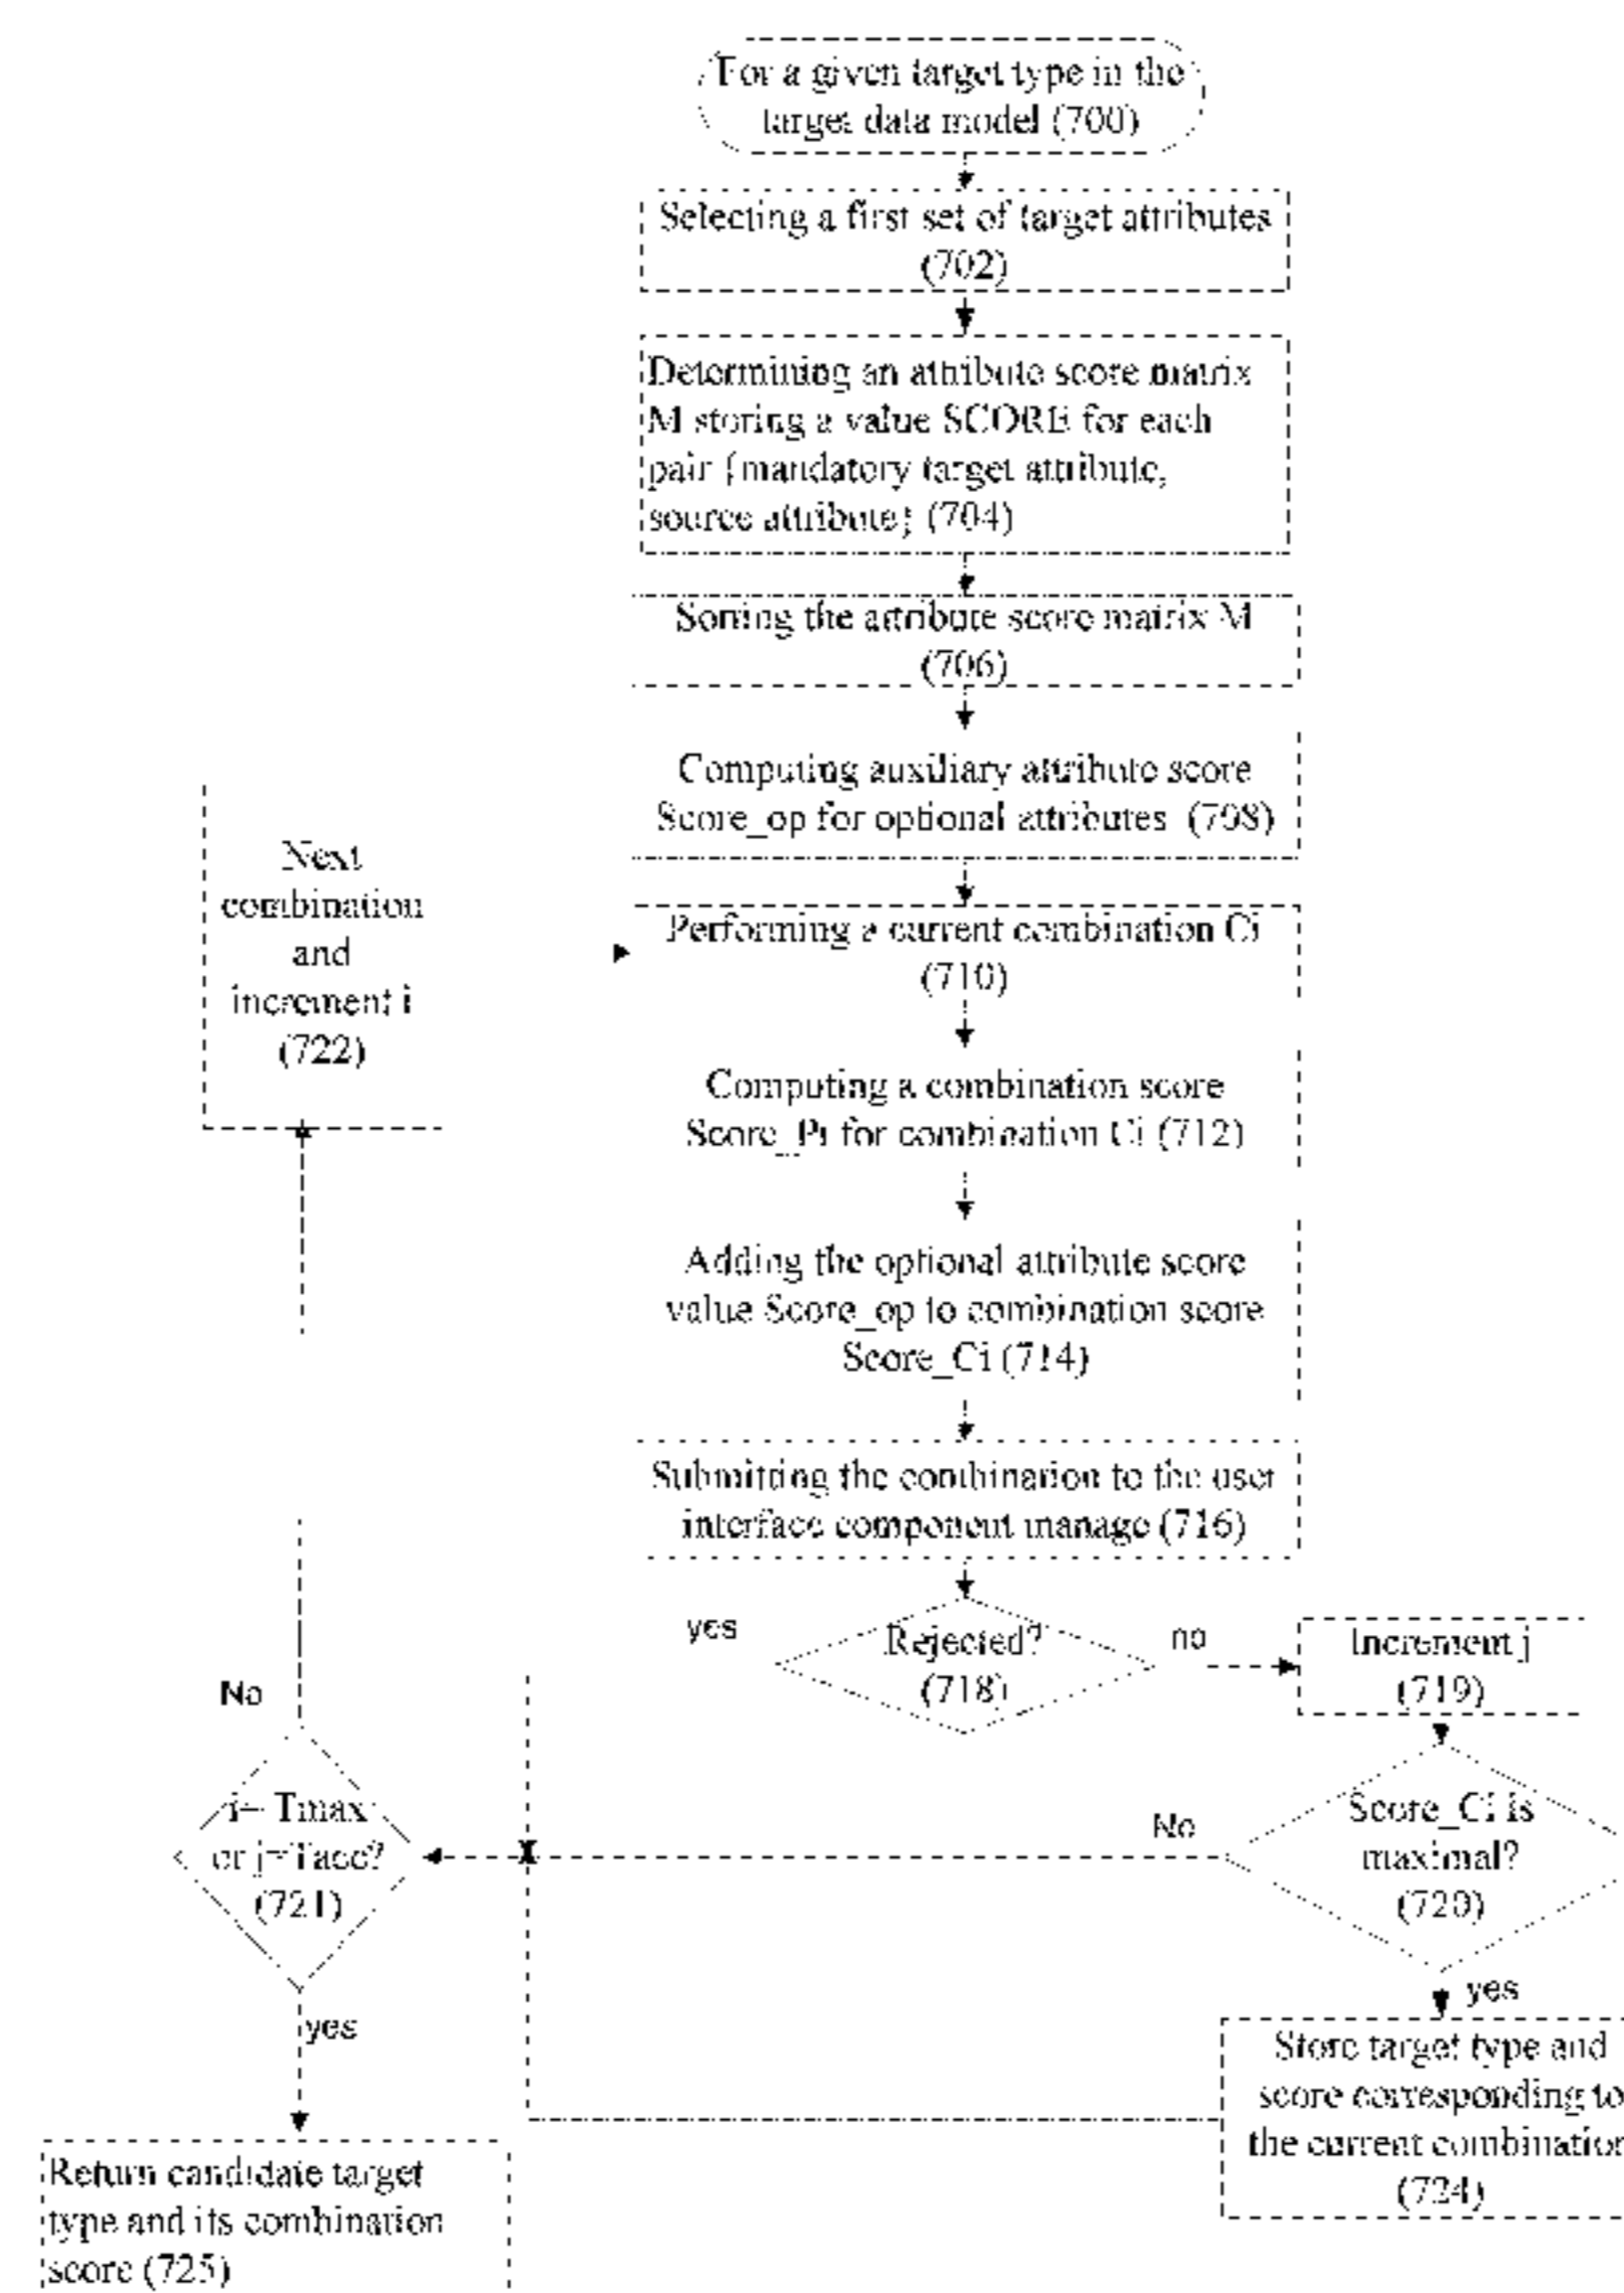 For a given target type in the
target data model (700)
Selecting a first set of target attributes
(702)
Determining an attribute score matrix
M storing a value SCORE for each
pair {mandatory target attribute,
source attribute} (704)
Sorting the attribute score matrix M
(706)
Computing auxiliary attribute score
Score_op for optional attributes (708)
Next
combination
and
increment i
(722)
Performing a current combination Ci
(710)
Computing a combination score
Score_Pi for combination Ci (712)
Adding the optional attribute score
value Score_op to combination score
Score_Ci (714)
Submitting the combination to the user
interface component manage (716)
yes
Rejected?
(718)
no
Increment j
(719)
No
i= Tmax
or j=Tacc?
(721)
No
Score_Ci is
maximal?
(720)
yes
yes
Store target type and
score corresponding to
the current combination
(724)
Return candidate target
type and its combination
score (725)